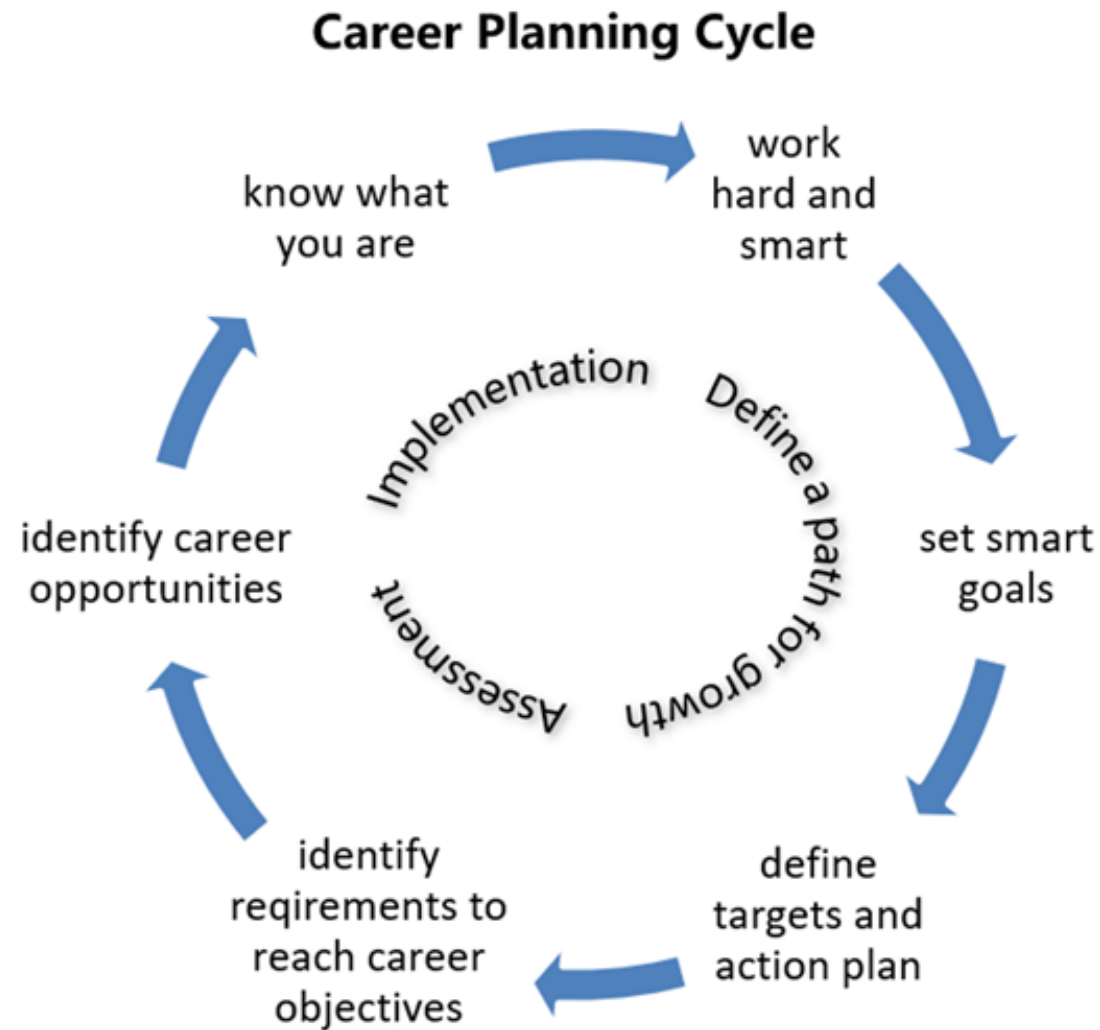 Career Planning Cycle
work
hard and
smart
know what
you are
Implementation
Define a path for growth
Assessment
identify career
opportunities
set smart
goals
identify
reqirements to
reach career
objectives
define
targets and
action plan